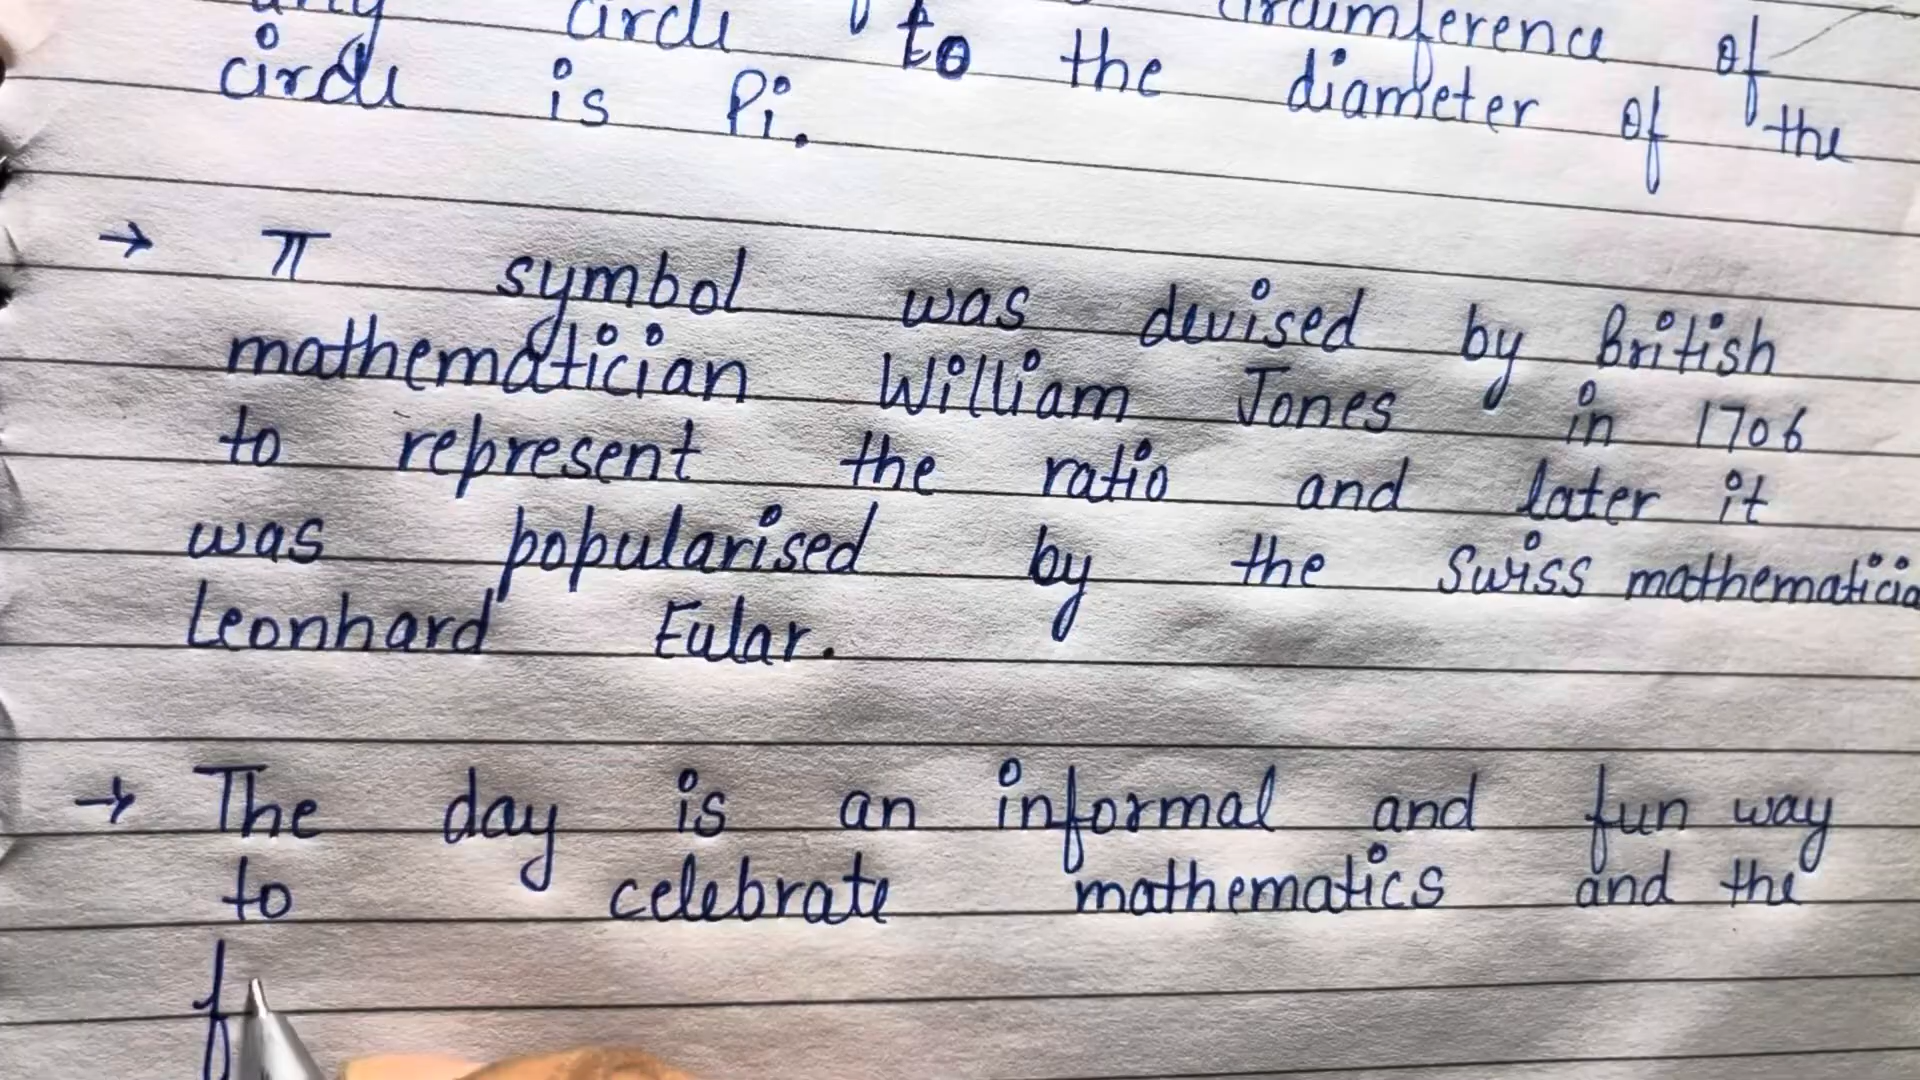 circle to the circumference of
circle is Pi. the diameter of the
→ π symbol was devised by British
mathematician William Jones in 1706
to represent the ratio and later it
was popularised by the Swiss mathematicia
Leonhard Eular.
→ The day is an informal and fun way
to celebrate mathematics and the
f